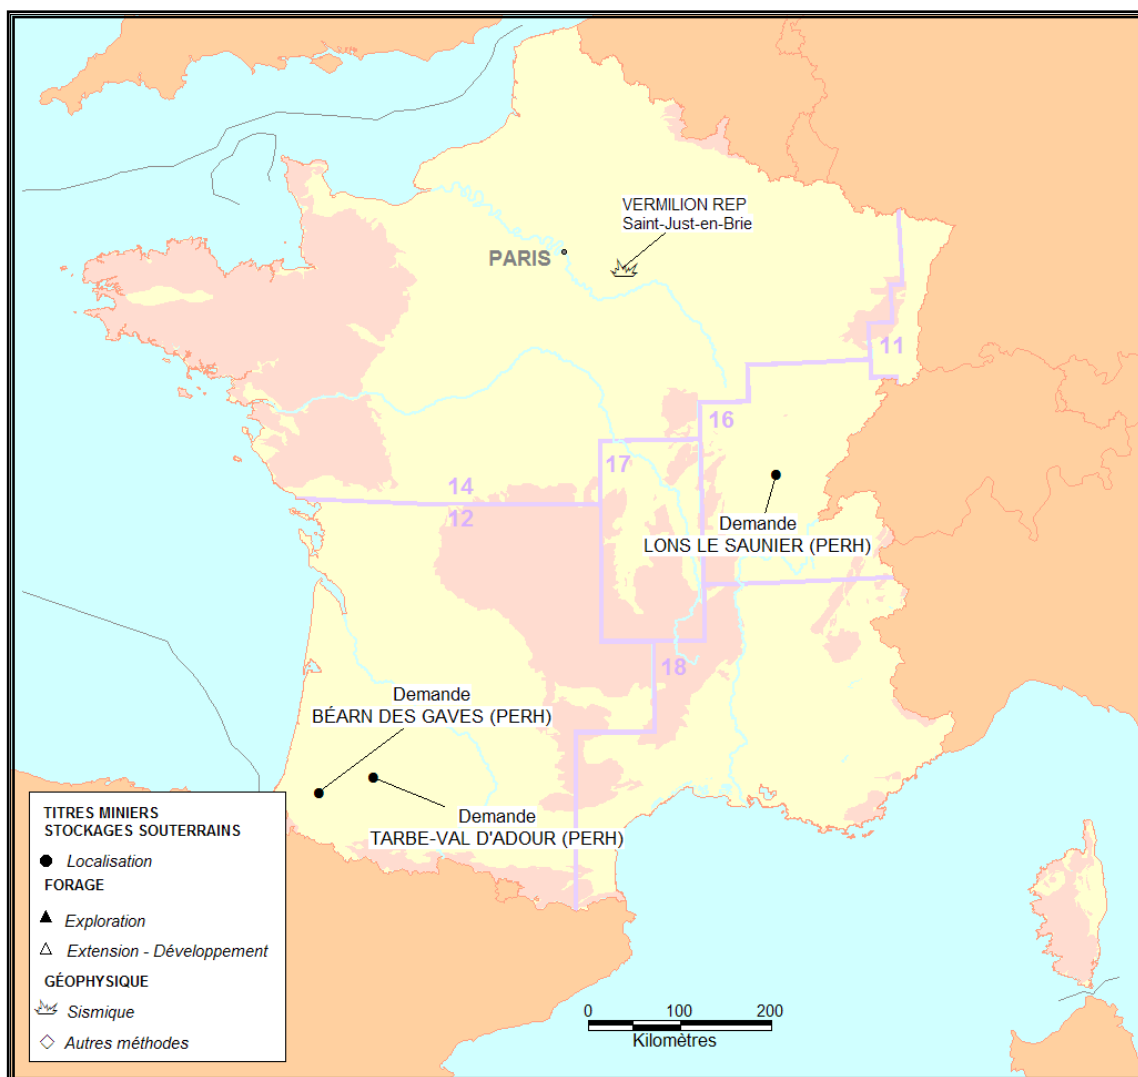 VERMILION REP
Saint-Just-en-Brie
PARIS
11
16
17
14
12
Demande
LONS LE SAUNIER (PERH)
18
Demande
BÉARN DES GAVES (PERH)
Demande
TARBE-VAL D'ADOUR (PERH)
TITRES MINIERS
STOCKAGES SOUTERRAINS
Localisation
FORAGE
Exploration
Extension - Développement
GÉOPHYSIQUE
Sismique
Autres méthodes
0 100 200
Kilomètres